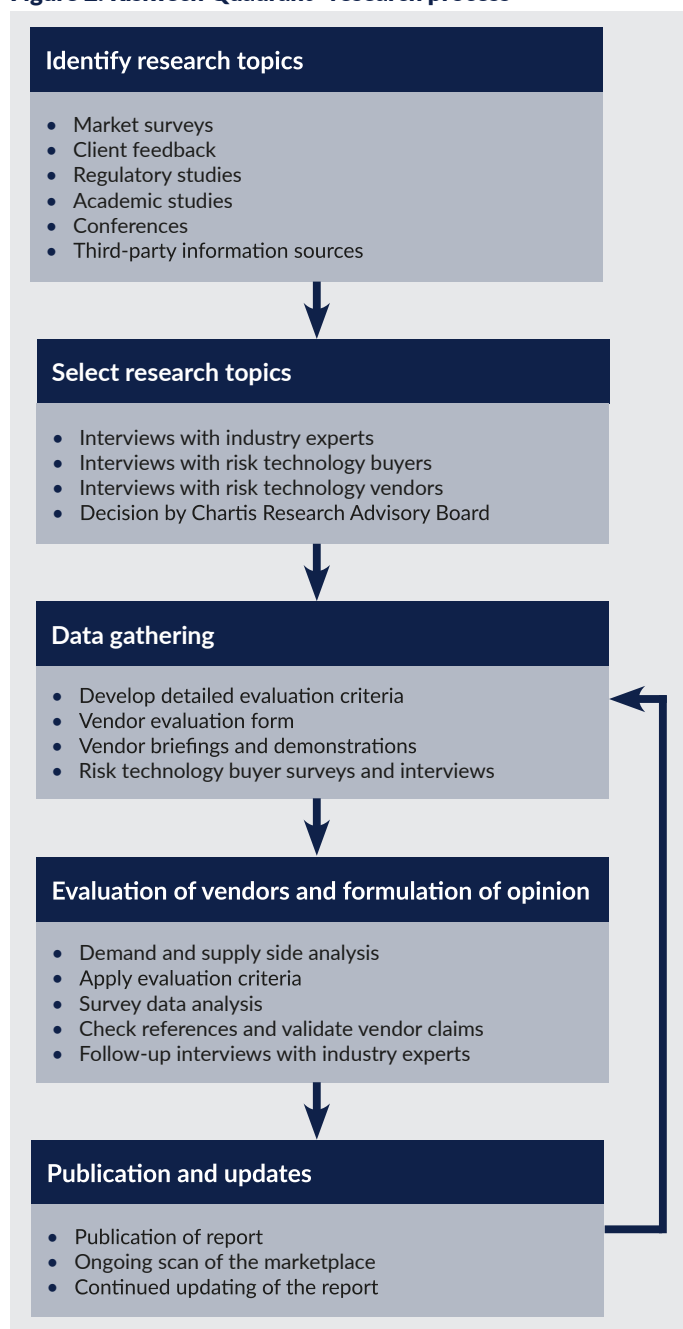 Identify research topics
• Market surveys
• Client feedback
• Regulatory studies
• Academic studies
• Conferences
• Third-party information sources
Select research topics
• Interviews with industry experts
• Interviews with risk technology buyers
• Interviews with risk technology vendors
• Decision by Chartis Research Advisory Board
Data gathering
• Develop detailed evaluation criteria
• Vendor evaluation form
• Vendor briefings and demonstrations
• Risk technology buyer surveys and interviews
Evaluation of vendors and formulation of opinion
• Demand and supply side analysis
• Apply evaluation criteria
• Survey data analysis
• Check references and validate vendor claims
• Follow-up interviews with industry experts
Publication and updates
• Publication of report
• Ongoing scan of the marketplace
• Continued updating of the report